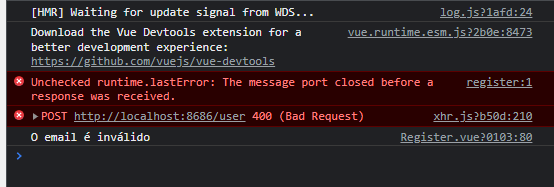 [HMR] Waiting for update signal from WDS... log.js?1afd:24
Download the Vue Devtools extension for a vue.runtime.esm.js?2b0e:8473
better development experience:
https://github.com/vuejs/vue-devtools
Unchecked runtime.lastError: The message port closed before a register:1
response was received.
POST http://localhost:8686/user 400 (Bad Request) xhr.js?b50d:210
O email é inválido Register.vue?0103:80